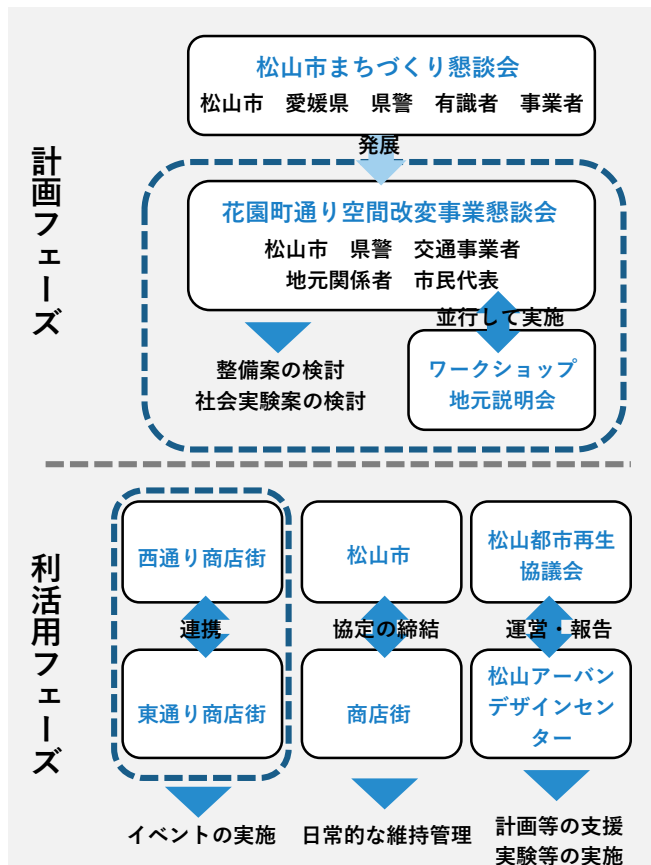 計画フェーズ
松山市まちづくり懇談会
松山市 愛媛県 県警 有識者 事業者
発展
花園町通り空間改変事業懇談会
松山市 県警 交通事業者
地元関係者 市民代表
並行して実施
整備案の検討
社会実験案の検討
ワークショップ
地元説明会
利活用フェーズ
西通り商店街
連携
東通り商店街
イベントの実施
松山市
協定の締結
商店街
日常的な維持管理
松山都市再生
協議会
運営・報告
松山アーバン
デザインセン
ター
計画等の支援
実験等の実施